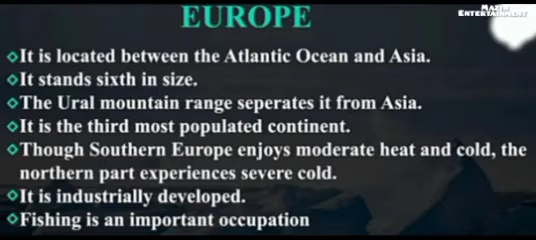 EUROPE
MAZIN
ENTERTAINMENT
It is located between the Atlantic Ocean and Asia.
It stands sixth in size.
The Ural mountain range seperates it from Asia.
It is the third most populated continent.
Though Southern Europe enjoys moderate heat and cold, the
northern part experiences severe cold.
It is industrially developed.
Fishing is an important occupation